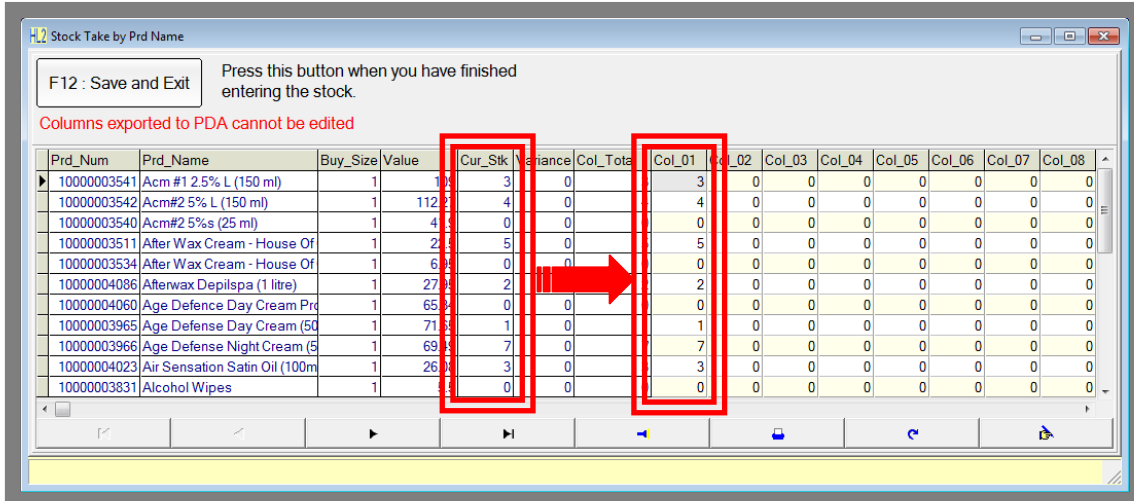 HL2 Stock Take by Prd Name
F12 : Save and Exit
Press this button when you have finished
entering the stock.
Columns exported to PDA cannot be edited
Prd_Num Prd_Name Buy_Size Value Cur_Stk Variance Col_Total Col_01 Col_02 Col_03 Col_04 Col_05 Col_06 Col_07 Col_08
10000003541 Acm #1 2.5% L (150 ml) 1 3 0 3 0 0 0 0 0 0 0
10000003542 Acm#2 5% L (150 ml) 1 112.27 4 0 4 4 0 0 0 0 0 0 0
10000003540 Acm#2 5%s (25 ml) 1 0 0 0 0 0 0 0 0 0 0
10000003511 After Wax Cream - House Of 1 5 0 5 0 0 0 0 0 0 0
10000003534 After Wax Cream - House Of 1 0 0 0 0 0 0 0 0 0 0
10000004086 Afterwax Depilspa (1 litre) 1 27.95 2 2 0 0 0 0 0 0 0
10000004060 Age Defence Day Cream Pro 1 0 0 0 0 0 0 0 0 0 0
10000003965 Age Defense Day Cream (50 1 1 0 1 0 0 0 0 0 0 0
10000003966 Age Defense Night Cream (5 1 69.49 7 0 7 7 0 0 0 0 0 0 0
10000004023 Air Sensation Satin Oil (100m 1 3 0 3 0 0 0 0 0 0 0
10000003831 Alcohol Wipes 1 0 0 0 0 0 0 0 0 0 0